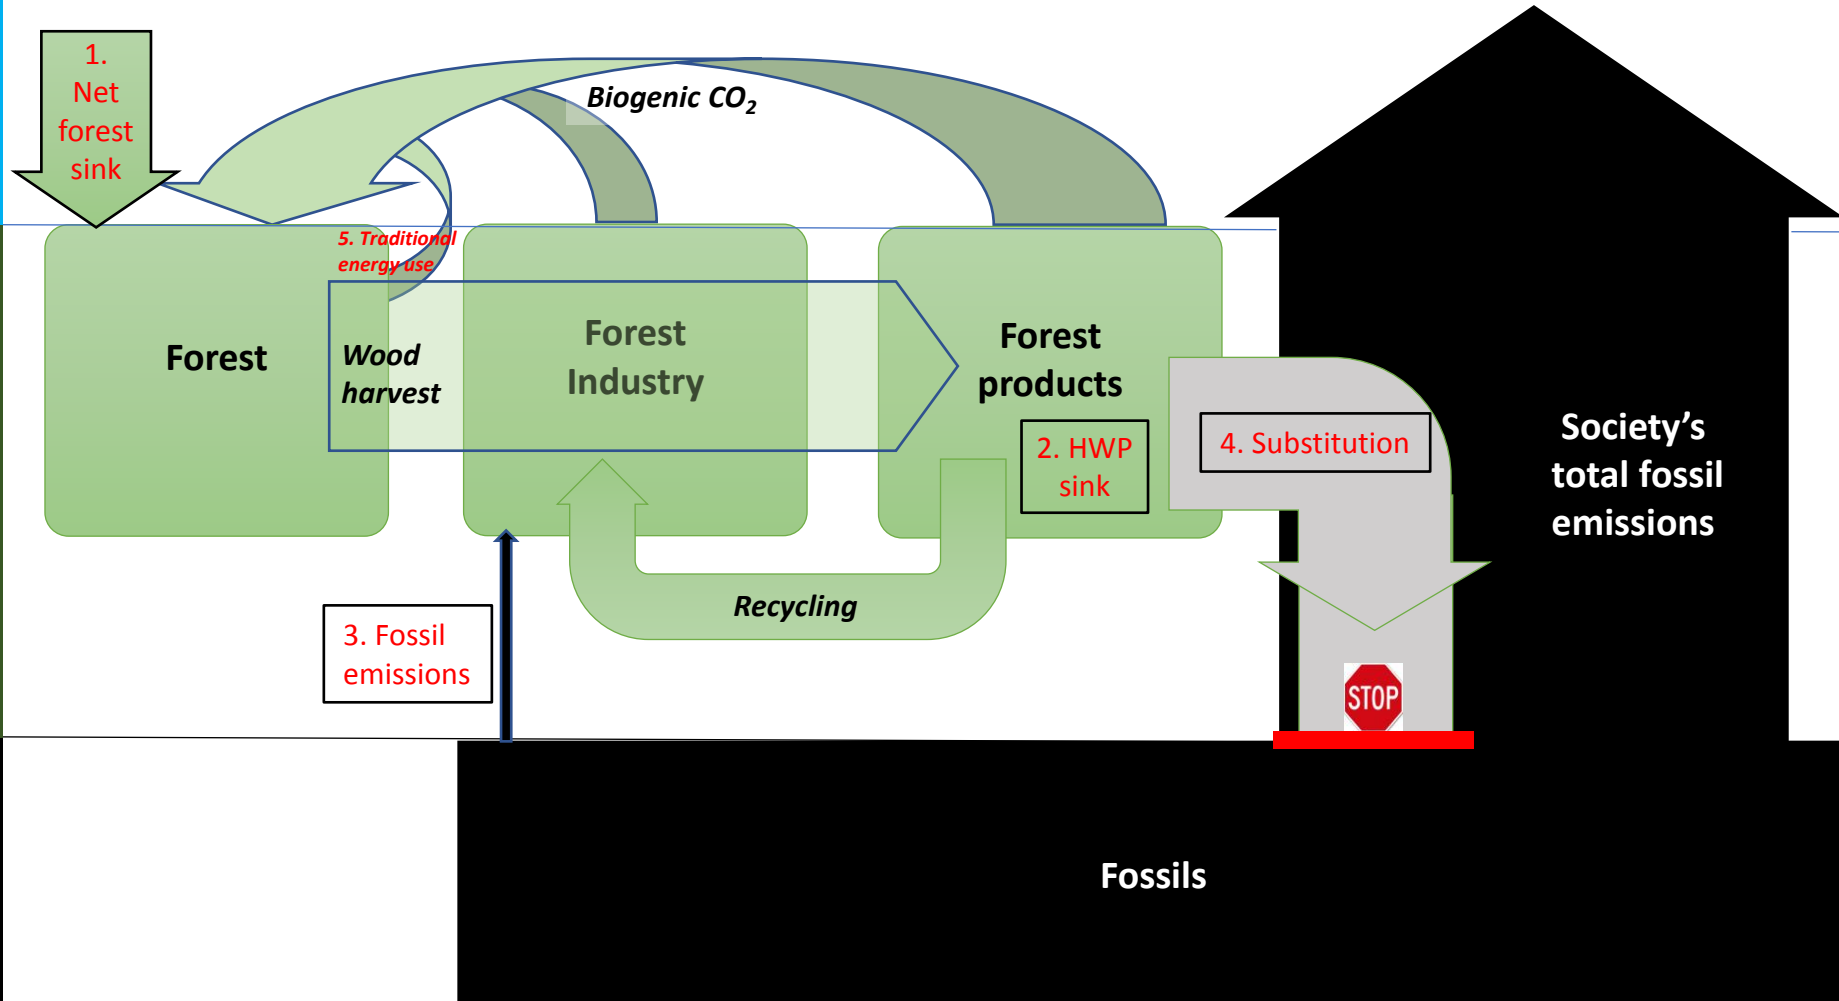 1.
Net
forest
sink
Biogenic CO₂
5. Traditional
energy use
Forest
Wood
harvest
Forest
Industry
Forest
products
2. HWP
sink
4. Substitution
Society’s
total fossil
emissions
Recycling
3. Fossil
emissions
STOP
Fossils